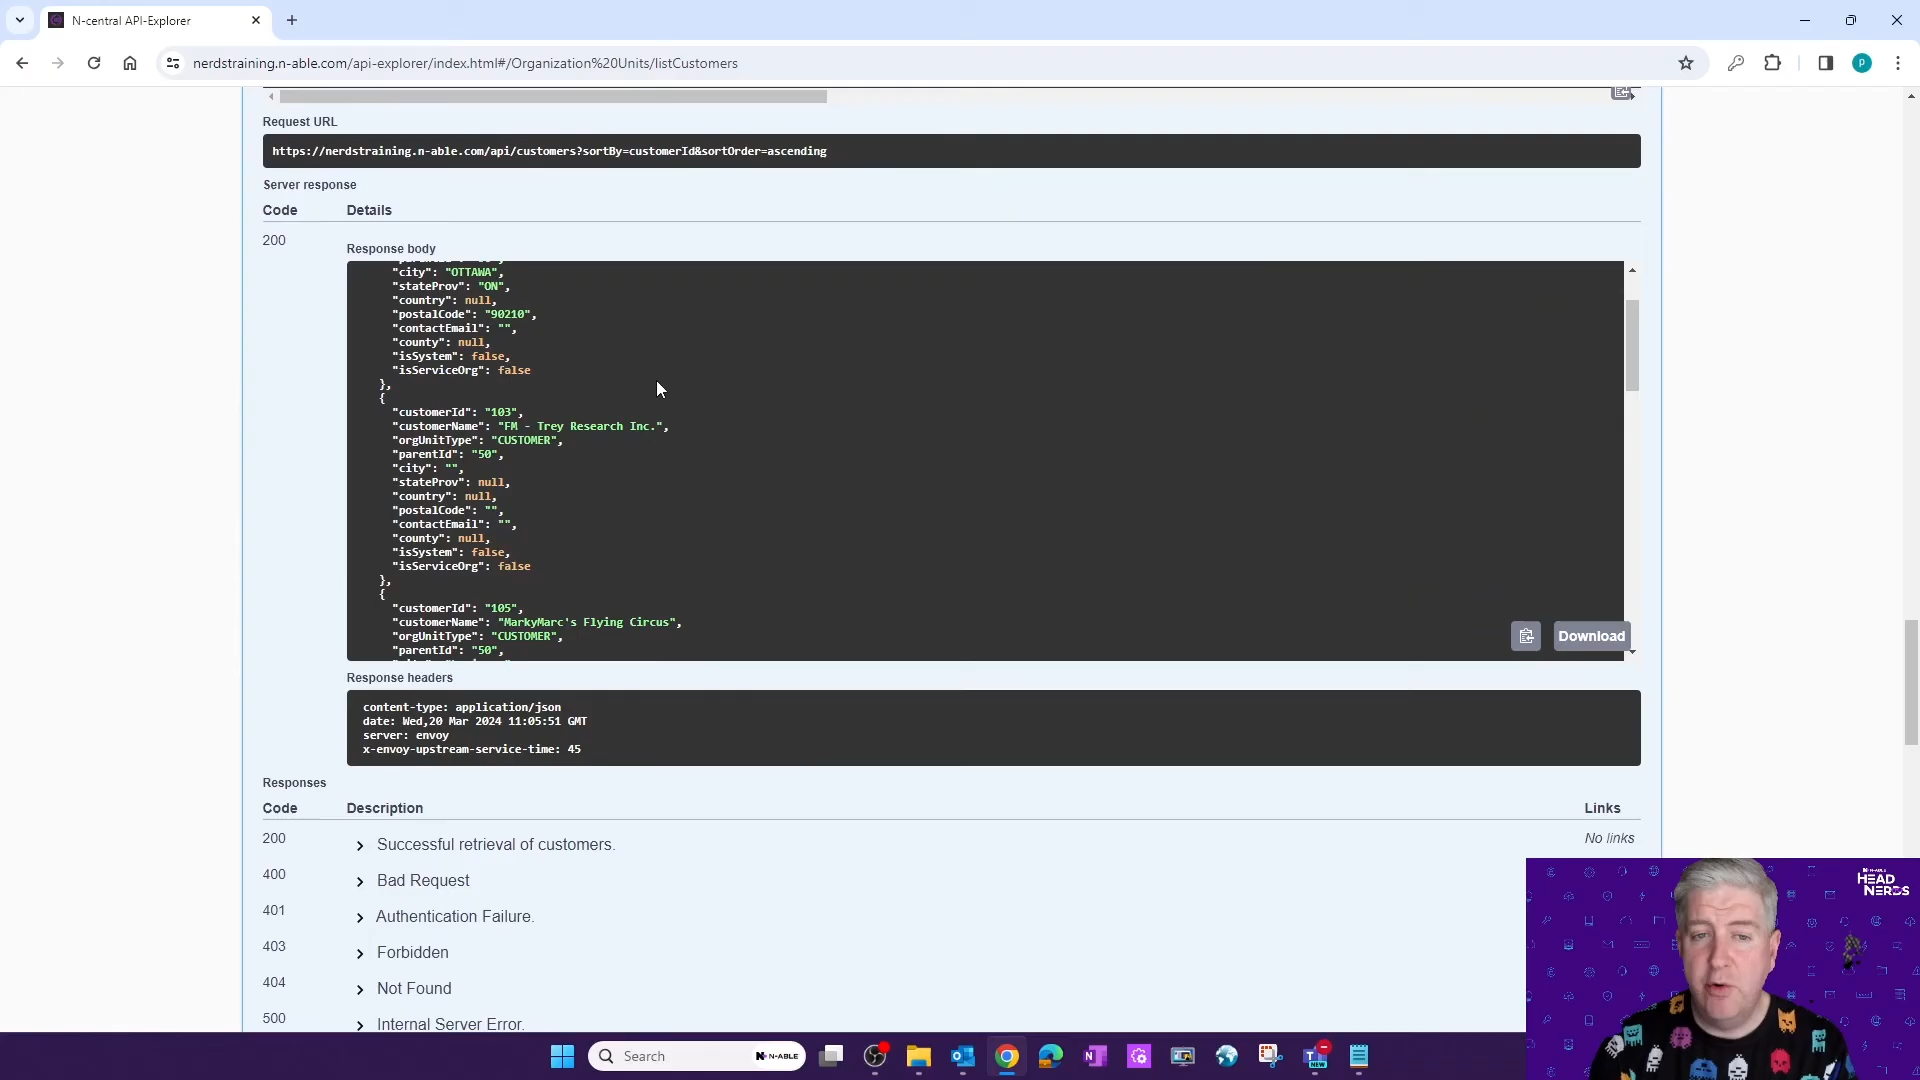 N-central API-Explorer
nerdstraining.n-able.com/api-explorer/index.html#/Organization%20Units/listCustomers
P
Request URL
https://nerdstraining.n-able.com/api/customers?sortBy=customerId&sortOrder=ascending
Server response
Code Details
200
Response body
"city": "OTTAWA",
"stateProv": "ON",
"country": null,
"postalCode": "90210",
"contactEmail": "",
"county": null,
"isSystem": false,
"isServiceOrg": false
},
{
"customerId": "103",
"customerName": "FM - Trey Research Inc.",
"orgUnitType": "CUSTOMER",
"parentId": "50",
"city": "",
"stateProv": null,
"country": null,
"postalCode": "",
"contactEmail": "",
"county": null,
"isSystem": false,
"isServiceOrg": false
},
{
"customerId": "105",
"customerName": "MarkyMarc's Flying Circus",
"orgUnitType": "CUSTOMER",
"parentId": "50",
Download
Response headers
content-type: application/json
date: Wed,20 Mar 2024 11:05:51 GMT
server: envoy
x-envoy-upstream-service-time: 45
Responses
Code Description Links
200 Successful retrieval of customers. No links
400 Bad Request
401 Authentication Failure.
403 Forbidden
404 Not Found
500 Internal Server Error.
N-ABLE
HEAD
NERDS
Search N-ABLE
N
T
NEW